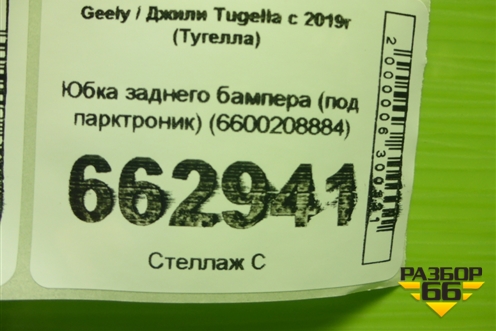 Geely / Джили Tugella с 2019г
(Тугелла)
Юбка заднего бампера (под
парктроник) (6600208884)
662941
Стеллаж С
РАЗБОР
66